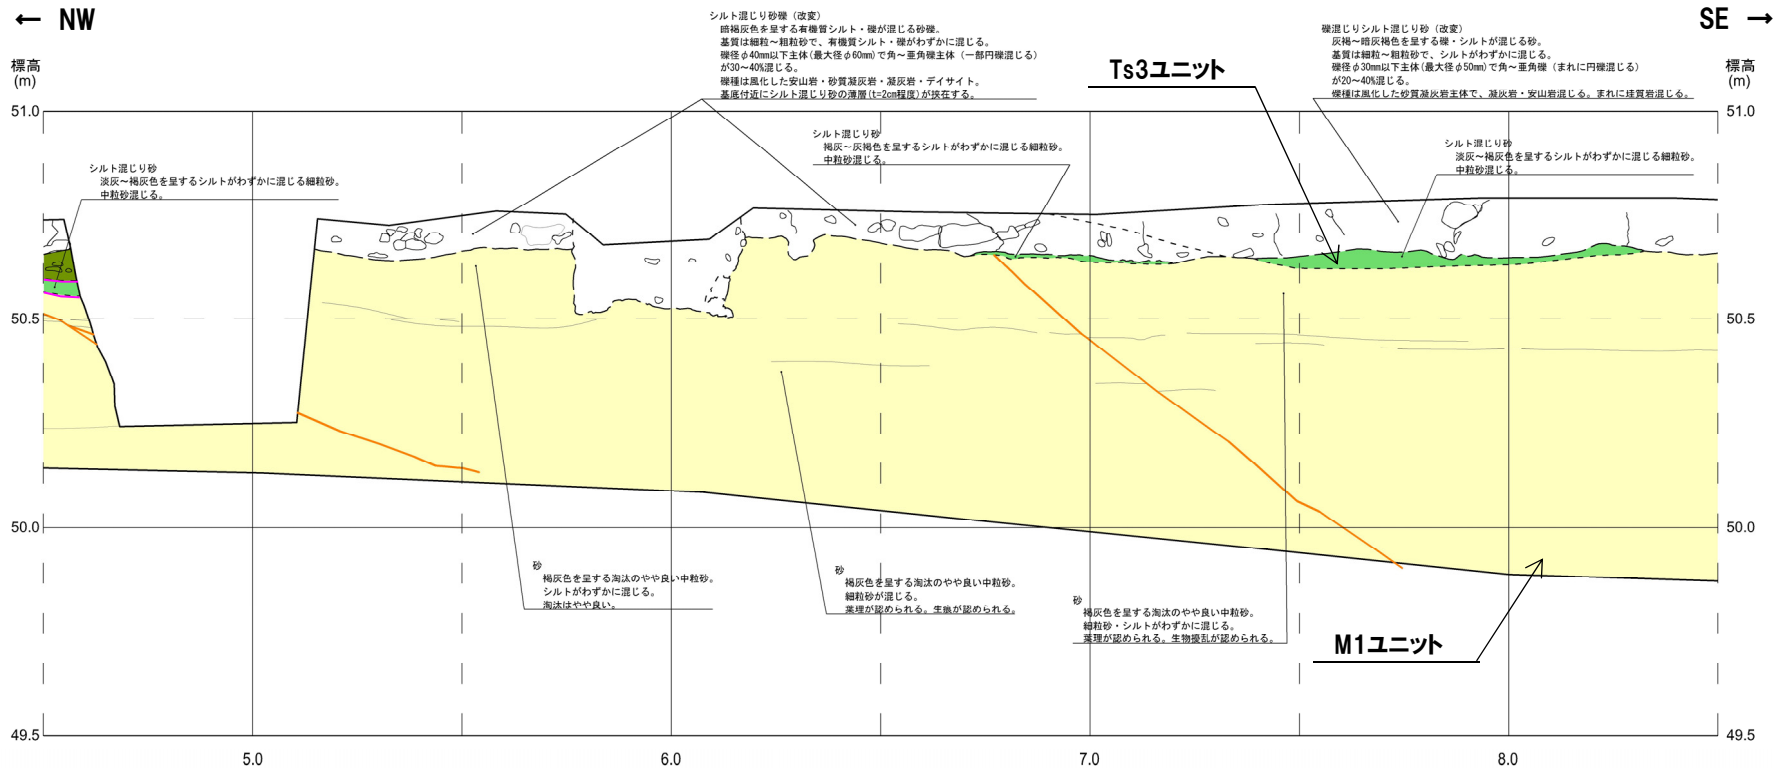 ← NW
SE →
標高
(m)
標高
(m)
シルト混じり砂礫（改変）
暗褐灰色を呈する有機質シルト・礫が混じる砂礫。
基質は細粒～粗粒砂で、有機質シルト・礫がわずかに混じる。
礫径φ40mm以下主体(最大径φ60mm)で角～亜角礫主体（一部円礫混じる）
が30～40%混じる。
礫種は風化した安山岩・砂質凝灰岩・凝灰岩・デイサイト。
基底付近にシルト混じり砂の薄層(t=2cm程度)が挟在する。
Ts3ユニット
礫混じりシルト混じり砂（改変）
灰褐～暗灰褐色を呈する礫・シルトが混じる砂。
基質は細粒～粗粒砂で、シルトがわずかに混じる。
礫径φ30mm以下主体(最大径φ50mm)で角～亜角礫（まれに円礫混じる）
が20～40%混じる。
礫種は風化した砂質凝灰岩主体で、凝灰岩・安山岩混じる。まれに珪質岩混じる。
51.0
51.0
シルト混じり砂
褐灰～灰褐色を呈するシルトがわずかに混じる細粒砂。
中粒砂混じる。
シルト混じり砂
淡灰～褐灰色を呈するシルトがわずかに混じる細粒砂。
中粒砂混じる。
シルト混じり砂
淡灰～褐灰色を呈するシルトがわずかに混じる細粒砂。
中粒砂混じる。
50.5
50.5
50.0
50.0
砂
褐灰色を呈する淘汰のやや良い中粒砂。
シルトがわずかに混じる。
淘汰はやや良い。
砂
褐灰色を呈する淘汰のやや良い中粒砂。
細粒砂が混じる。
葉理が認められる。生痕が認められる。
砂
褐灰色を呈する淘汰のやや良い中粒砂。
細粒砂・シルトがわずかに混じる。
葉理が認められる。生物擾乱が認められる。
M1ユニット
49.5
49.5
5.0
6.0
7.0
8.0